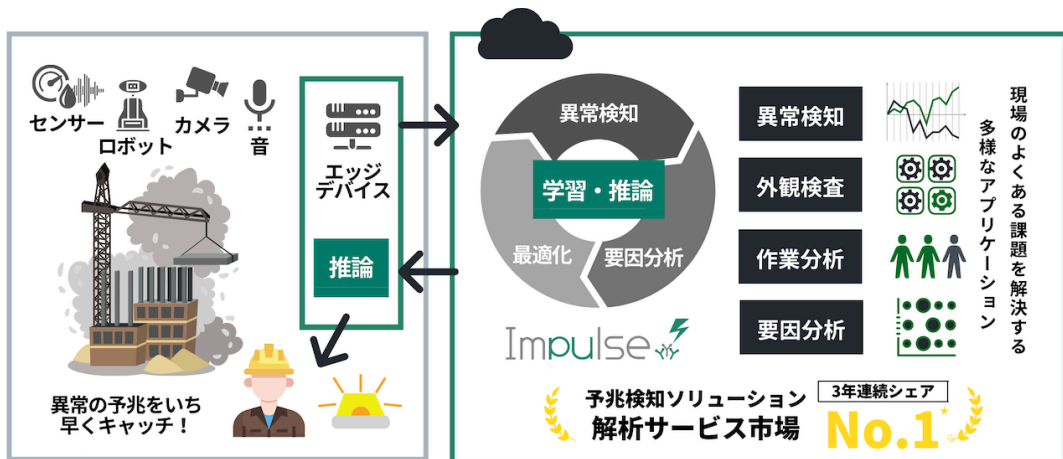 センサー
ロボット
カメラ
音
エッジ
デバイス
推論
異常の予兆をいち
早くキャッチ！
異常検知
学習・推論
最適化
要因分析
Impulse
異常検知
外観検査
作業分析
要因分析
現場のよくある課題を解決する
多様なアプリケーション
予兆検知ソリューション
解析サービス市場
3年連続シェア
No.1